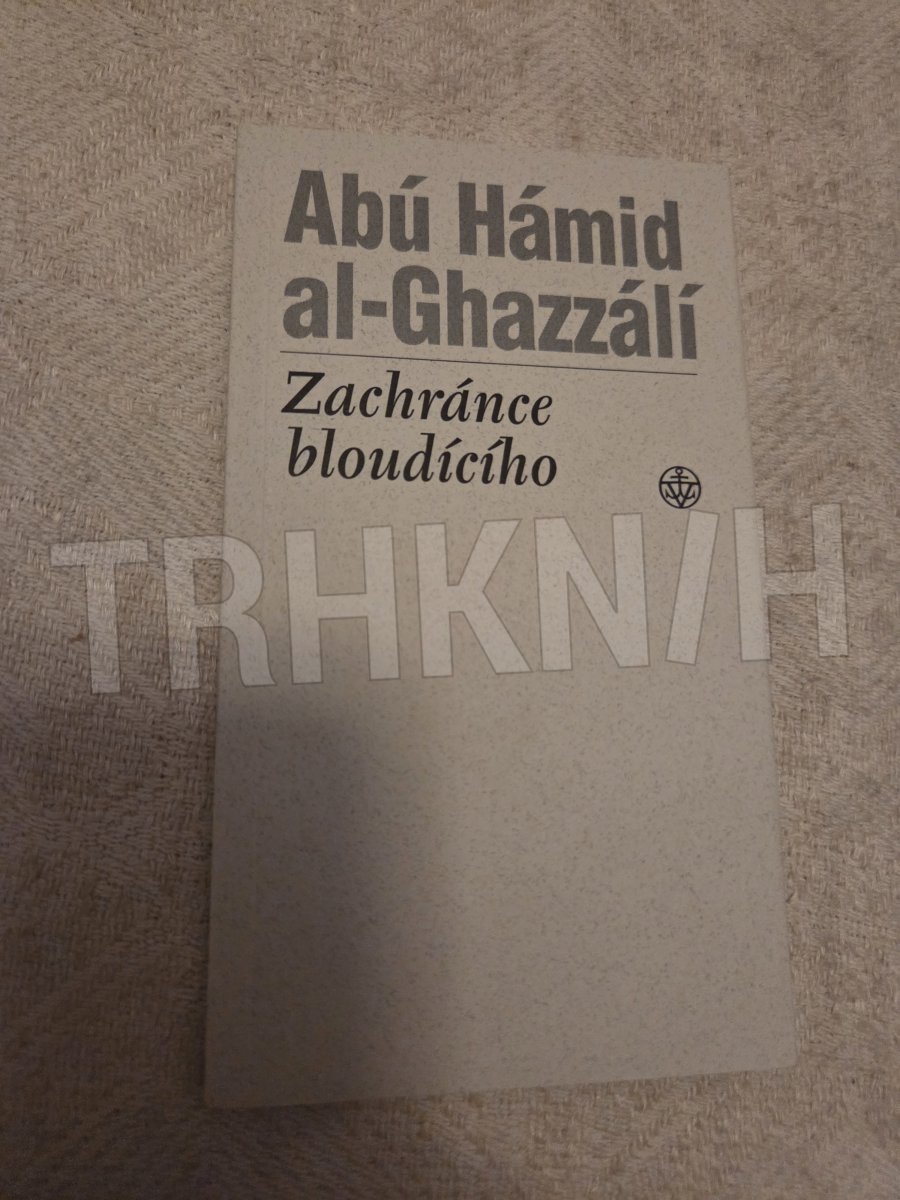 Abú Hámid
al-Ghazzálí
Zachránce
bloudícího
TRHKNIH